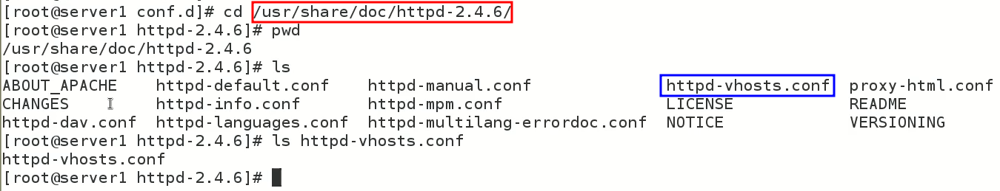 [root@server1 conf.d]# cd /usr/share/doc/httpd-2.4.6/
[root@server1 httpd-2.4.6]# pwd
/usr/share/doc/httpd-2.4.6
[root@server1 httpd-2.4.6]# ls
ABOUT_APACHE    httpd-default.conf    httpd-manual.conf    httpd-vhosts.conf    proxy-html.conf
CHANGES    httpd-info.conf    httpd-mpm.conf    LICENSE    README
httpd-dav.conf    httpd-languages.conf    httpd-multilang-errordoc.conf    NOTICE    VERSIONING
[root@server1 httpd-2.4.6]# ls httpd-vhosts.conf
httpd-vhosts.conf
[root@server1 httpd-2.4.6]#